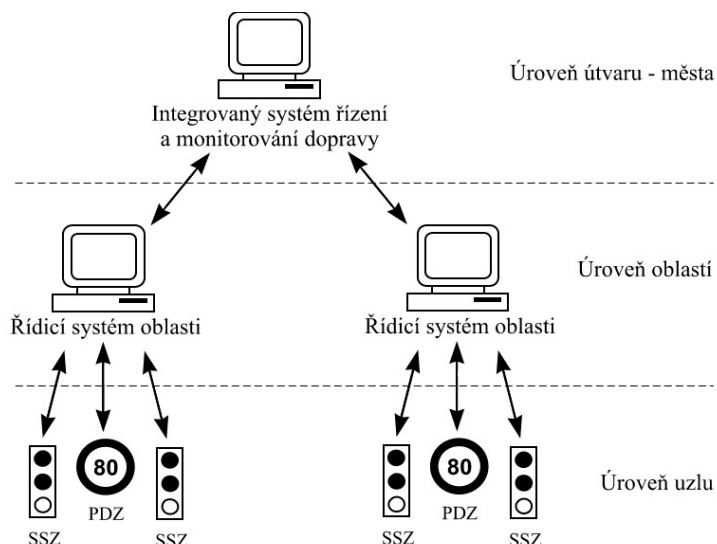 Úroveň útvaru - města
Integrovaný systém řízení
a monitorování dopravy
Úroveň oblastí
Řídicí systém oblasti
Řídicí systém oblasti
80
80
Úroveň uzlu
PDZ
PDZ
SSZ
SSZ
SSZ
SSZ